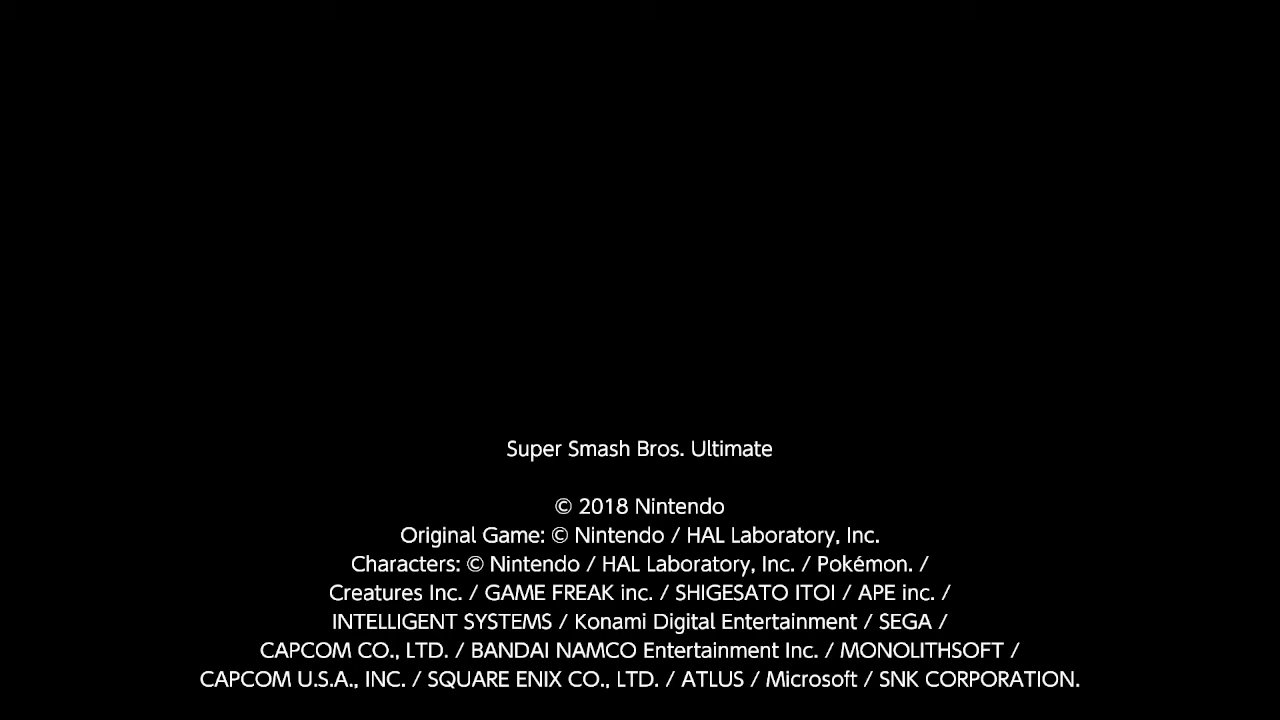 Super Smash Bros. Ultimate
© 2018 Nintendo
Original Game: © Nintendo / HAL Laboratory, Inc.
Characters: © Nintendo / HAL Laboratory, Inc. / Pokémon. /
Creatures Inc. / GAME FREAK inc. / SHIGESATO ITOI / APE inc. /
INTELLIGENT SYSTEMS / Konami Digital Entertainment / SEGA /
CAPCOM CO., LTD. / BANDAI NAMCO Entertainment Inc. / MONOLITHSOFT /
CAPCOM U.S.A., INC. / SQUARE ENIX CO., LTD. / ATLUS / Microsoft / SNK CORPORATION.